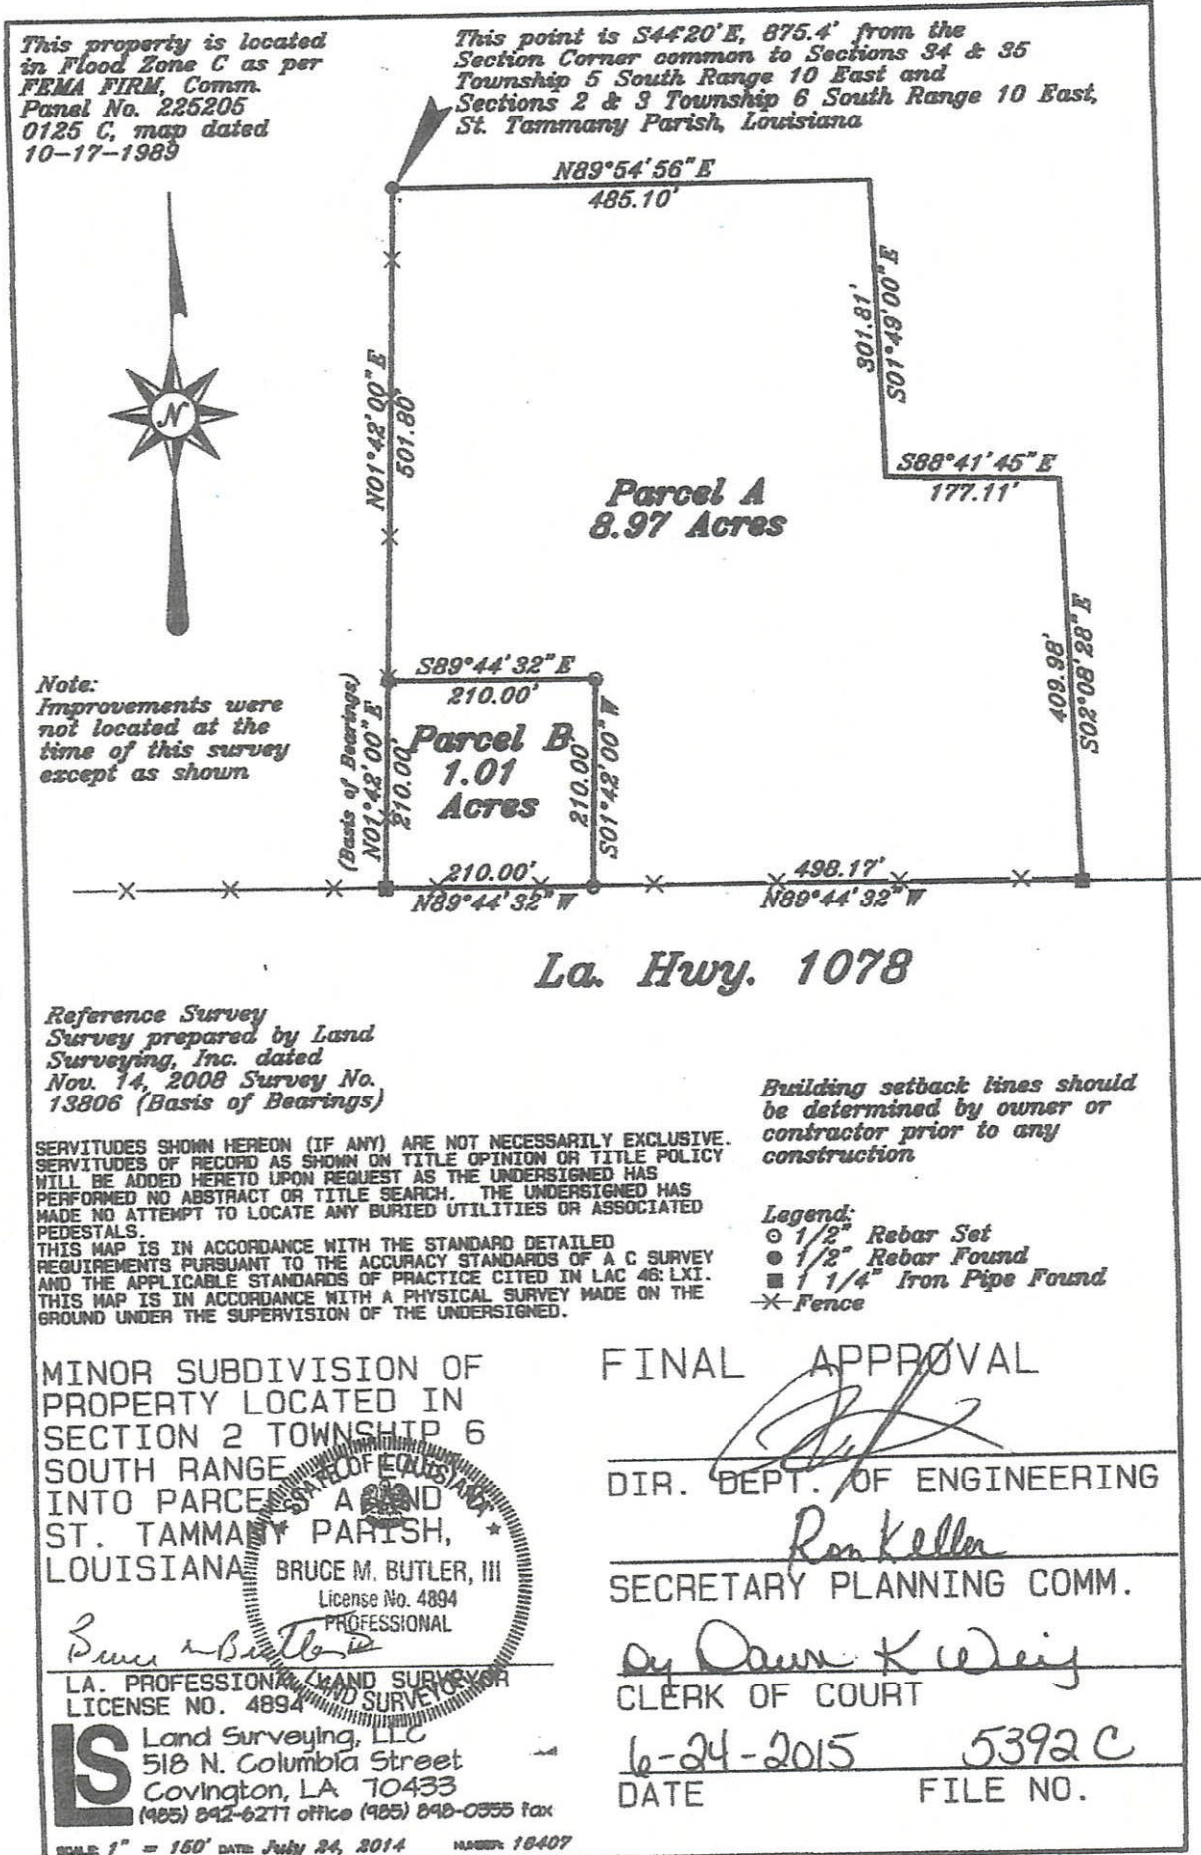 This property is located
in Flood Zone C as per
FEMA FIRM, Comm.
Panel No. 225205
0125 C, map dated
10-17-1989
This point is S44°20'E, 875.4' from the
Section Corner common to Sections 34 & 35
Township 5 South Range 10 East and
Sections 2 & 3 Township 6 South Range 10 East,
St. Tammany Parish, Louisiana
N89°54'56"E
485.10'
N
N01°42'00"E
501.80'
301.81'
S01°49'00"E
S88°41'45"E
177.11'
Parcel A
8.97 Acres
409.98'
S02°08'28"E
Note:
Improvements were
not located at the
time of this survey
except as shown
S89°44'32"E
210.00'
(Basis of Bearings)
N01°42'00"E
210.00'
Parcel B
1.01
Acres
210.00'
S01°42'00"W
210.00'
N89°44'32"W
498.17'
N89°44'32"W
La. Hwy. 1078
Reference Survey
Survey prepared by Land
Surveying, Inc. dated
Nov. 14, 2008 Survey No.
13806 (Basis of Bearings)
Building setback lines should
be determined by owner or
contractor prior to any
construction
SERVITUDES SHOWN HEREON (IF ANY) ARE NOT NECESSARILY EXCLUSIVE.
SERVITUDES OF RECORD AS SHOWN ON TITLE OPINION OR TITLE POLICY
WILL BE ADDED HERETO UPON REQUEST AS THE UNDERSIGNED HAS
PERFORMED NO ABSTRACT OR TITLE SEARCH. THE UNDERSIGNED HAS
MADE NO ATTEMPT TO LOCATE ANY BURIED UTILITIES OR ASSOCIATED
PEDESTALS.
THIS MAP IS IN ACCORDANCE WITH THE STANDARD DETAILED
REQUIREMENTS PURSUANT TO THE ACCURACY STANDARDS OF A C SURVEY
AND THE APPLICABLE STANDARDS OF PRACTICE CITED IN LAC 46: LXI.
THIS MAP IS IN ACCORDANCE WITH A PHYSICAL SURVEY MADE ON THE
GROUND UNDER THE SUPERVISION OF THE UNDERSIGNED.
Legend:
1/2" Rebar Set
1/2" Rebar Found
1 1/4" Iron Pipe Found
Fence
MINOR SUBDIVISION OF
PROPERTY LOCATED IN
SECTION 2 TOWNSHIP 6
SOUTH RANGE
INTO PARCELS A AND
ST. TAMMANY PARISH,
LOUISIANA
STATE OF LOUISIANA
BRUCE M. BUTLER, III
License No. 4894
PROFESSIONAL
LAND SURVEYOR
Bruce M Butler III
LA. PROFESSIONAL LAND SURVEYOR
LICENSE NO. 4894
LS
Land Surveying, LLC
518 N. Columbia Street
Covington, LA 70433
(985) 892-6277 office (985) 898-0355 fax
SCALE: 1" = 150' DATE: July 24, 2014 NUMBER: 16407
FINAL APPROVAL
DIR. DEPT. OF ENGINEERING
Ron Keller
SECRETARY PLANNING COMM.
by Dawn K
CLERK OF COURT
6-24-2015 5392 C
DATE FILE NO.